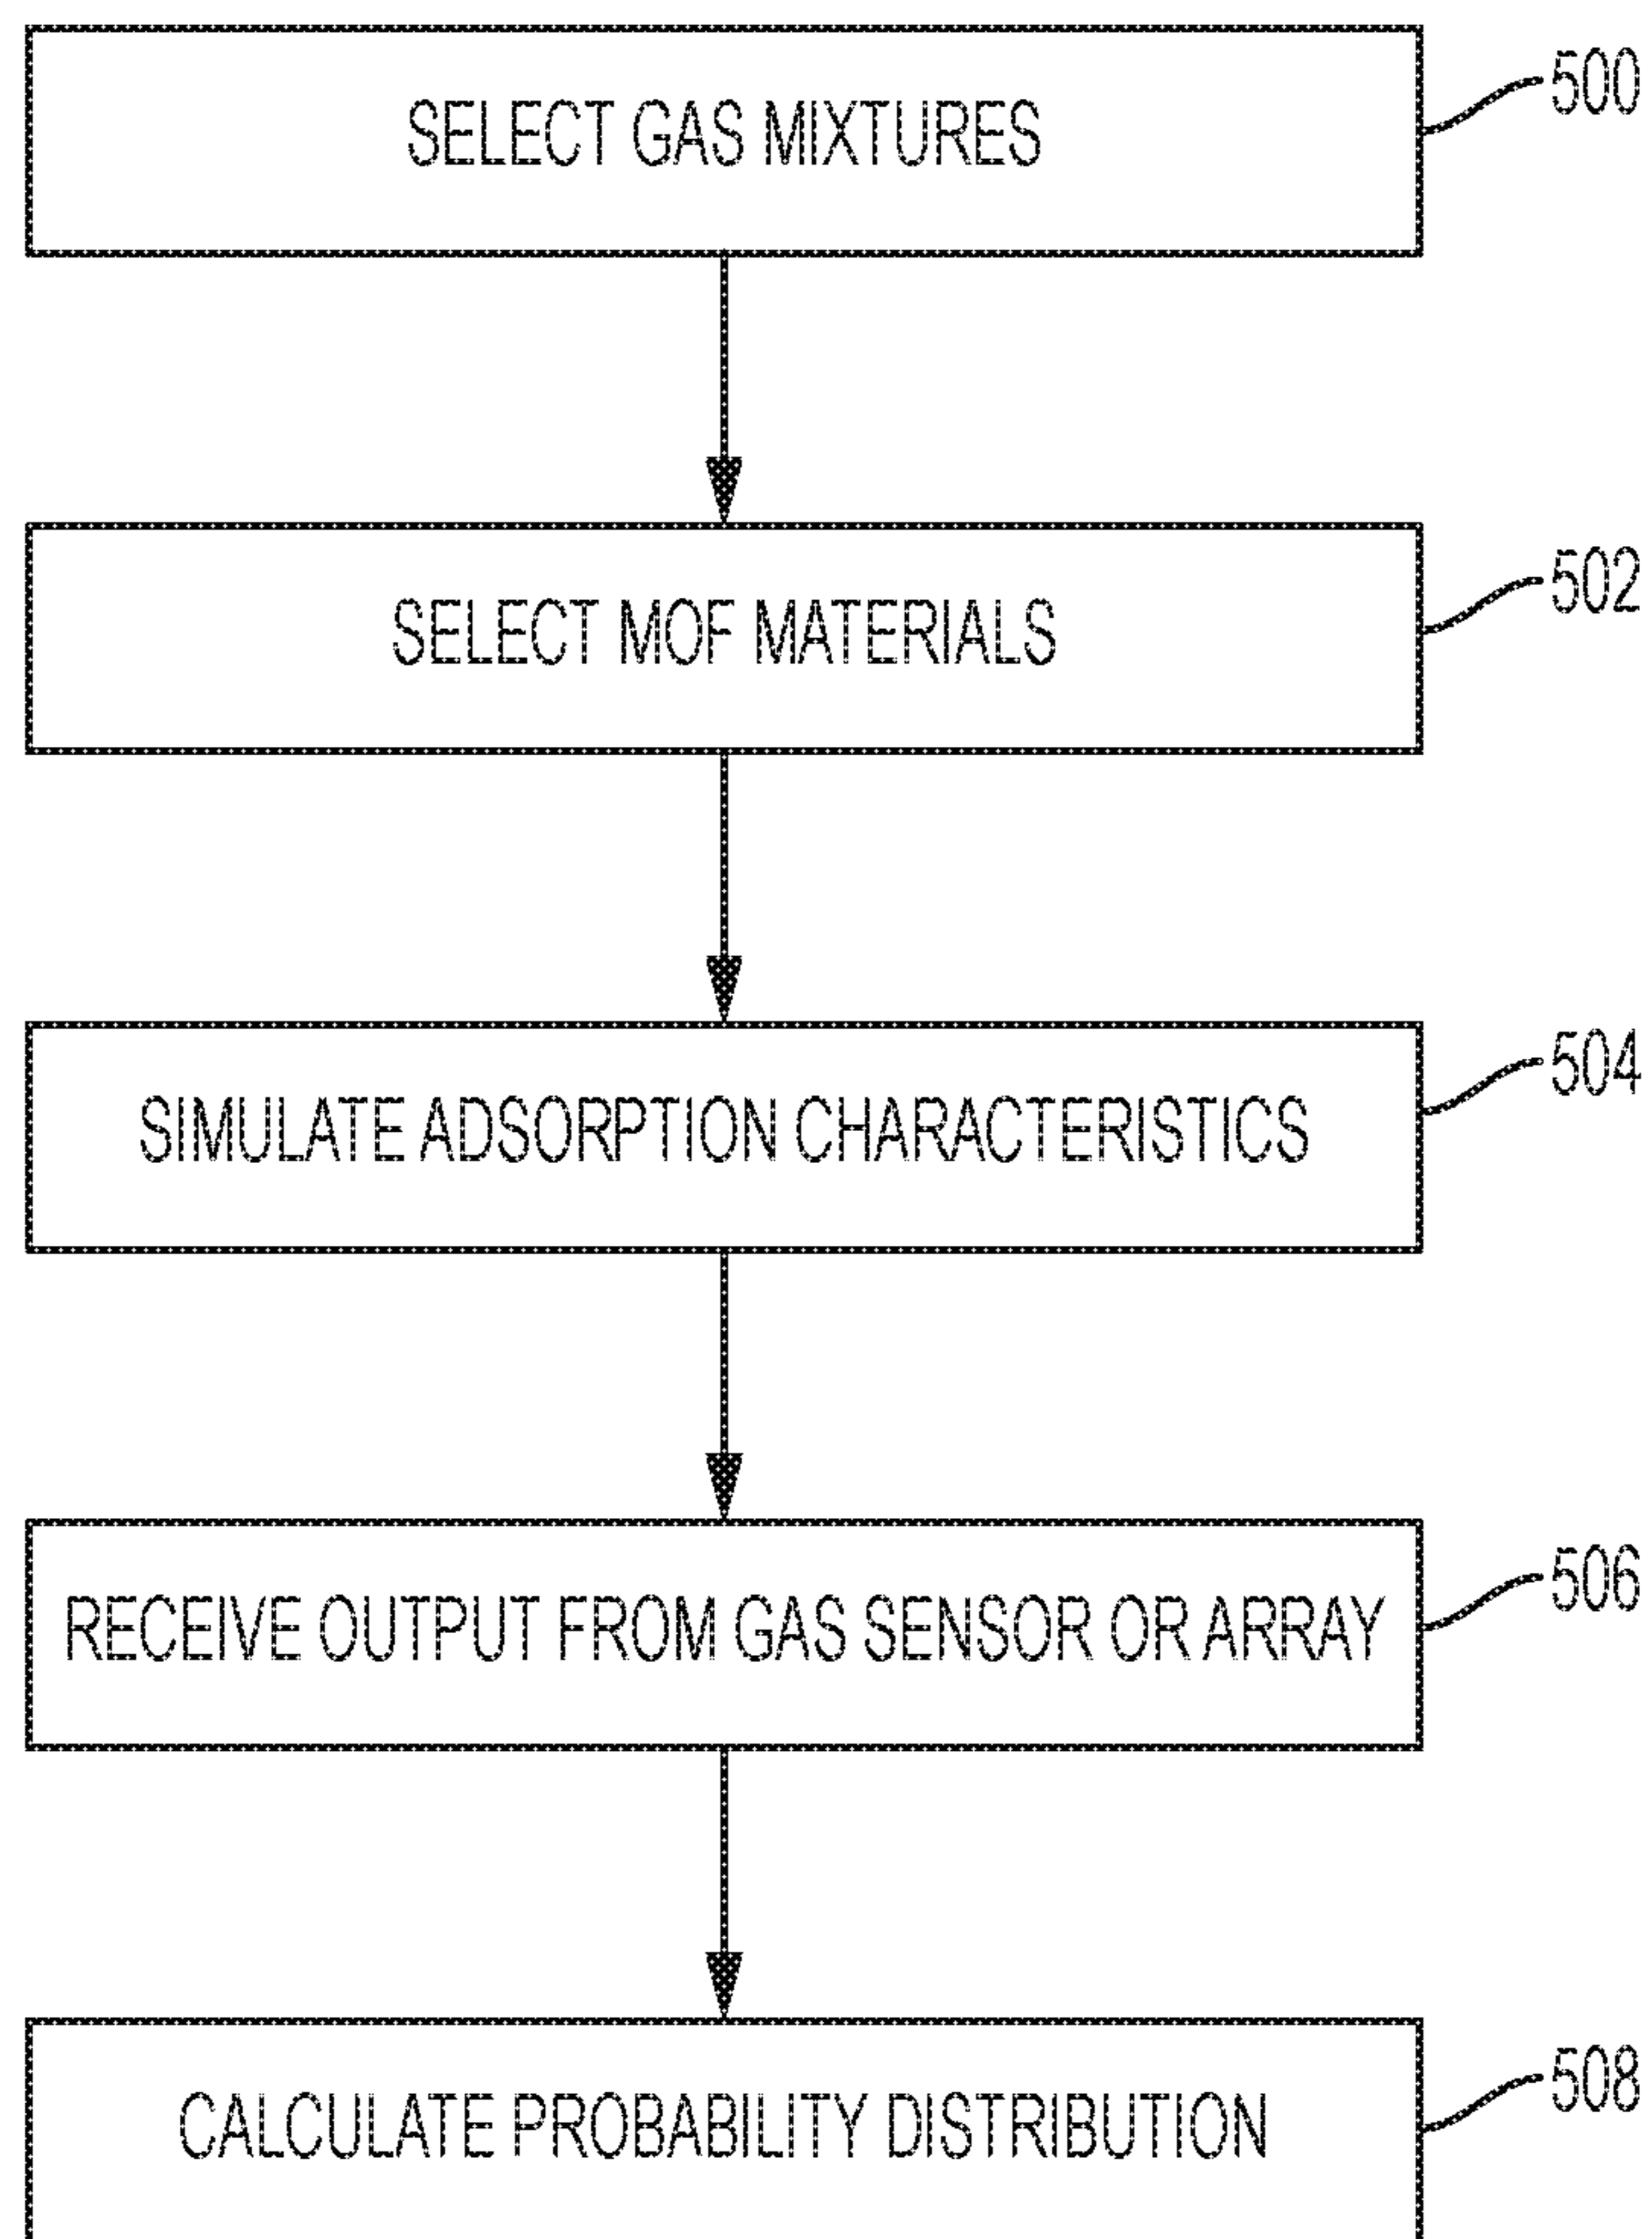 SELECT GAS MIXTURES
500
SELECT MOF MATERIALS
502
SIMULATE ADSORPTION CHARACTERISTICS
504
RECEIVE OUTPUT FROM GAS SENSOR OR ARRAY
506
CALCULATE PROBABILITY DISTRIBUTION
508